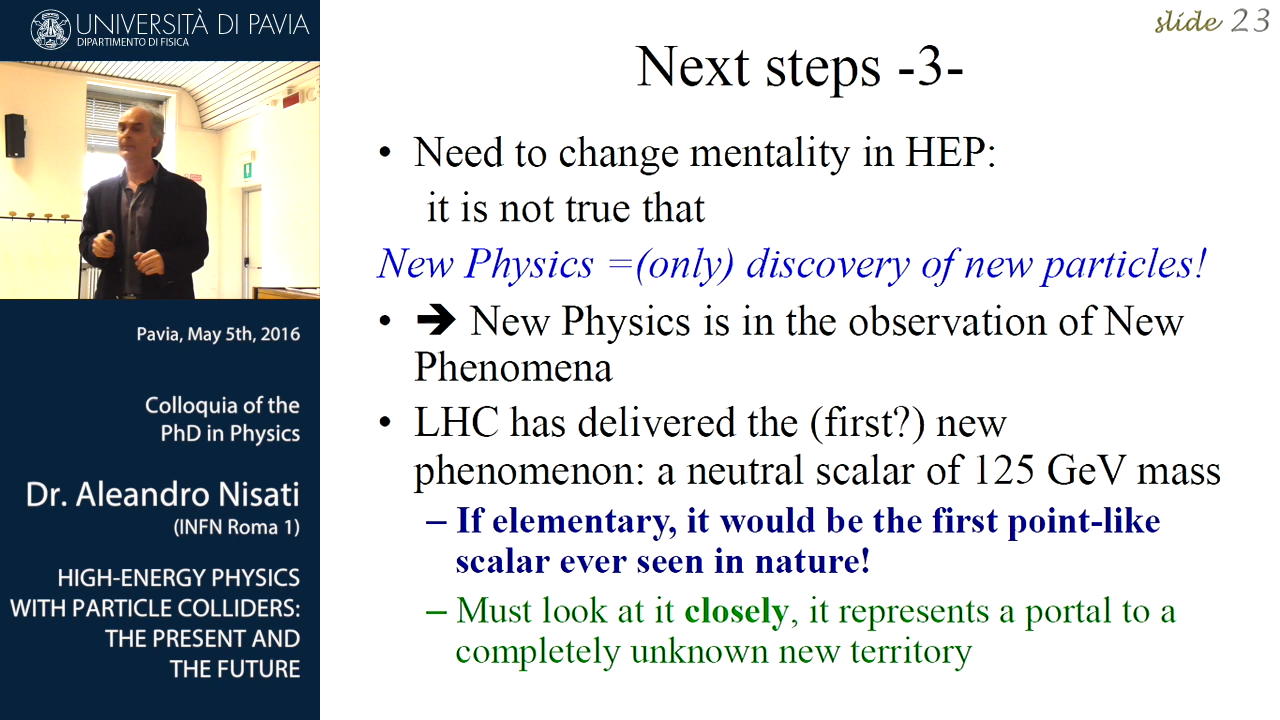 UNIVERSITÀ DI PAVIA
DIPARTIMENTO DI FISICA
Pavia, May 5th, 2016
Colloquia of the
PhD in Physics
Dr. Aleandro Nisati
(INFN Roma 1)
HIGH-ENERGY PHYSICS
WITH PARTICLE COLLIDERS:
THE PRESENT AND
THE FUTURE
slide 23
Next steps -3-
• Need to change mentality in HEP:
it is not true that
New Physics =(only) discovery of new particles!
• ➔ New Physics is in the observation of New
Phenomena
• LHC has delivered the (first?) new
phenomenon: a neutral scalar of 125 GeV mass
– If elementary, it would be the first point-like
scalar ever seen in nature!
– Must look at it closely, it represents a portal to a
completely unknown new territory